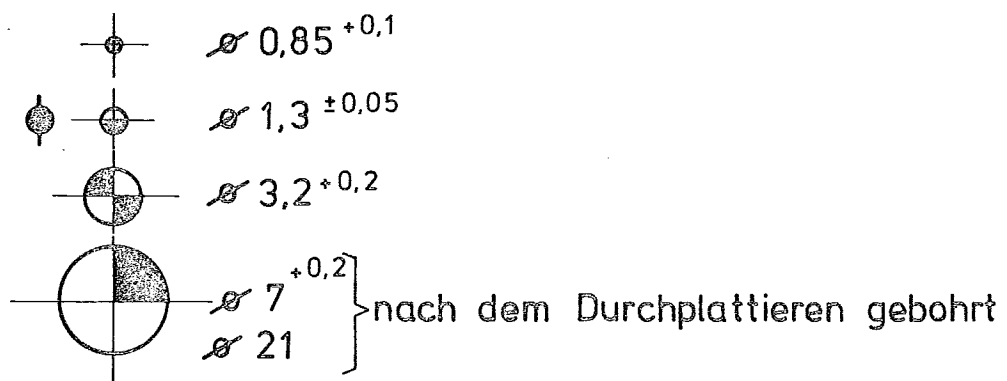 ⌀ 0,85 +0,1
⌀ 1,3 ±0,05
⌀ 3,2 +0,2
⌀ 7 +0,2
⌀ 21
nach dem Durchplattieren gebohrt